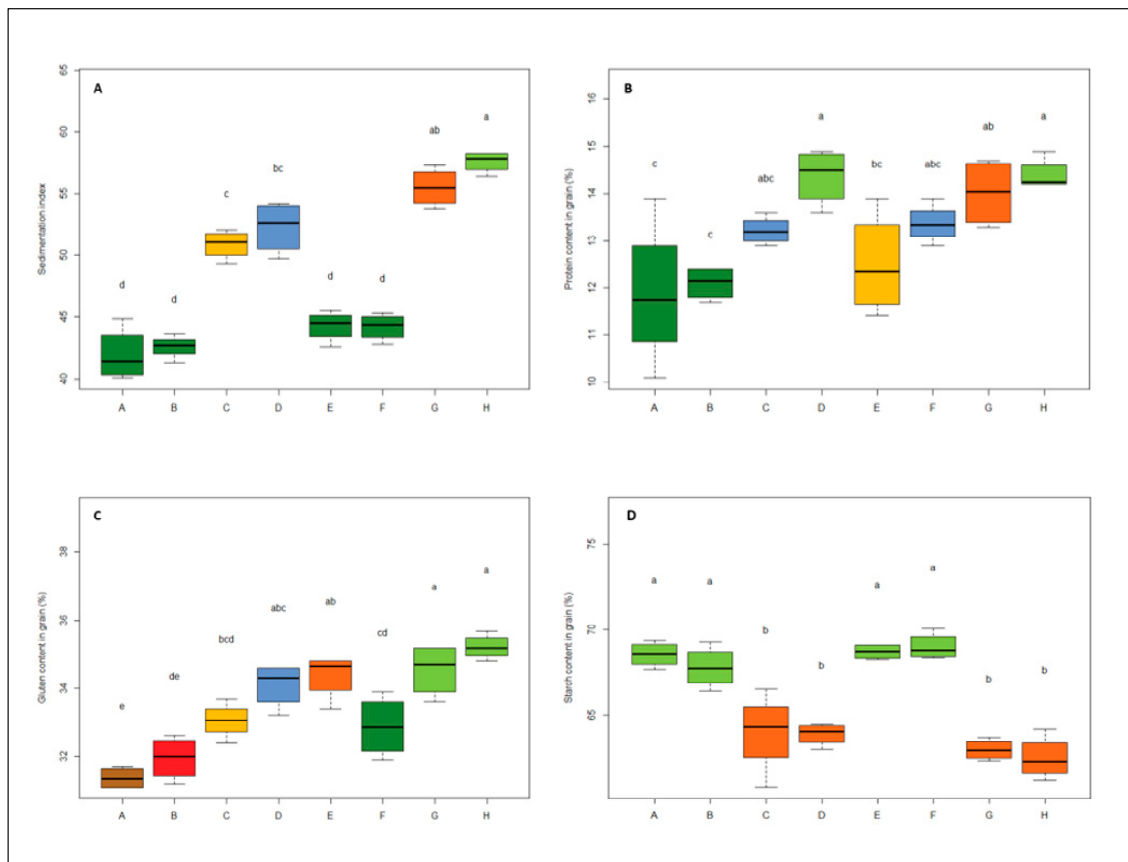 A
Sedimentation index
65
60
55
50
45
40
d
d
c
bc
d
d
ab
a
A B C D E F G H
B
Protein content in grain (%)
16
15
14
13
12
11
10
c
c
abc
a
bc
abc
ab
a
A B C D E F G H
C
Gluten content in grain (%)
38
36
34
32
e
de
bcd
abc
ab
cd
a
a
A B C D E F G H
D
Starch content in grain (%)
75
70
65
a
a
b
b
a
a
b
b
A B C D E F G H